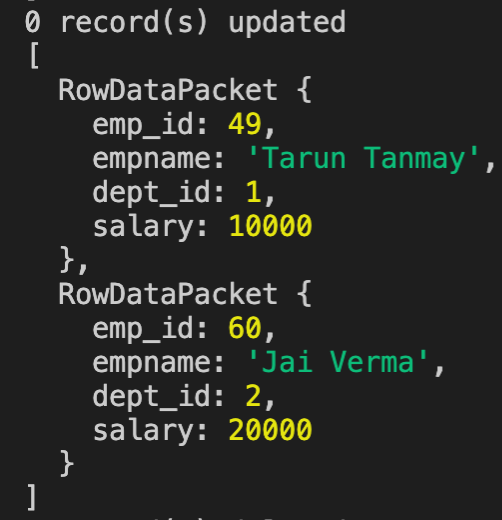 0 record(s) updated
[
  RowDataPacket {
    emp_id: 49,
    empname: 'Tarun Tanmay',
    dept_id: 1,
    salary: 10000
  },
  RowDataPacket {
    emp_id: 60,
    empname: 'Jai Verma',
    dept_id: 2,
    salary: 20000
  }
]